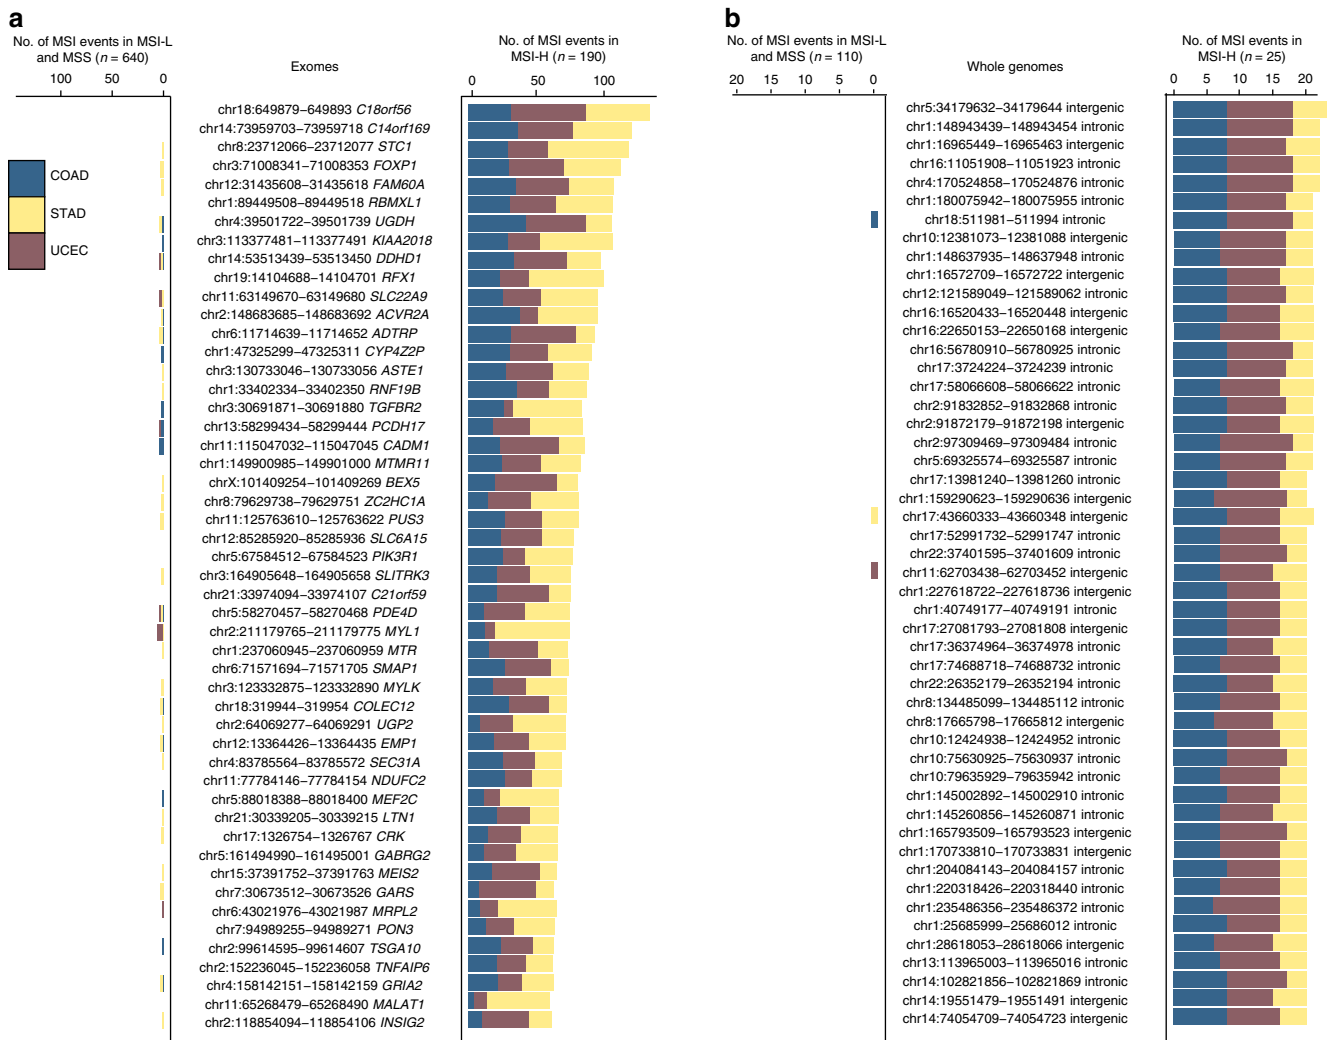 a
No. of MSI events in MSI-L
and MSS (n = 640)
100 50 0
Exomes
No. of MSI events in
MSI-H (n = 190)
0 50 100
COAD
STAD
UCEC
chr18:649879–649893 C18orf56
chr14:73959703–73959718 C14orf169
chr8:23712066–23712077 STC1
chr3:71008341–71008353 FOXP1
chr12:31435608–31435618 FAM60A
chr1:89449508–89449518 RBMXL1
chr4:39501722–39501739 UGDH
chr3:113377481–113377491 KIAA2018
chr14:53513439–53513450 DDHD1
chr19:14104688–14104701 RFX1
chr11:63149670–63149680 SLC22A9
chr2:148683685–148683692 ACVR2A
chr6:11714639–11714652 ADTRP
chr1:47325299–47325311 CYP4Z2P
chr3:130733046–130733056 ASTE1
chr1:33402334–33402350 RNF19B
chr3:30691871–30691880 TGFBR2
chr13:58299434–58299444 PCDH17
chr11:115047032–115047045 CADM1
chr1:149900985–149901000 MTMR11
chrX:101409254–101409269 BEX5
chr8:79629738–79629751 ZC2HC1A
chr11:125763610–125763622 PUS3
chr12:85285920–85285936 SLC6A15
chr5:67584512–67584523 PIK3R1
chr3:164905648–164905658 SLITRK3
chr21:33974094–33974107 C21orf59
chr5:58270457–58270468 PDE4D
chr2:211179765–211179775 MYL1
chr1:237060945–237060959 MTR
chr6:71571694–71571705 SMAP1
chr3:123332875–123332890 MYLK
chr18:319944–319954 COLEC12
chr2:64069277–64069291 UGP2
chr12:13364426–13364435 EMP1
chr4:83785564–83785572 SEC31A
chr11:77784146–77784154 NDUFC2
chr5:88018388–88018400 MEF2C
chr21:30339205–30339215 LTN1
chr17:1326754–1326767 CRK
chr5:161494990–161495001 GABRG2
chr15:37391752–37391763 MEIS2
chr7:30673512–30673526 GARS
chr6:43021976–43021987 MRPL2
chr7:94989255–94989271 PON3
chr2:99614595–99614607 TSGA10
chr2:152236045–152236058 TNFAIP6
chr4:158142151–158142159 GRIA2
chr11:65268479–65268490 MALAT1
chr2:118854094–118854106 INSIG2
b
No. of MSI events in MSI-L
and MSS (n = 110)
20 15 10 5 0
Whole genomes
No. of MSI events in
MSI-H (n = 25)
0 5 10 15 20
chr5:34179632–34179644 intergenic
chr1:148943439–148943454 intronic
chr1:16965449–16965463 intergenic
chr16:11051908–11051923 intronic
chr4:170524858–170524876 intronic
chr1:180075942–180075955 intronic
chr18:511981–511994 intronic
chr10:12381073–12381088 intergenic
chr1:148637935–148637948 intronic
chr1:16572709–16572722 intergenic
chr12:121589049–121589062 intronic
chr16:16520433–16520448 intergenic
chr16:22650153–22650168 intergenic
chr16:56780910–56780925 intronic
chr17:3724224–3724239 intronic
chr17:58066608–58066622 intronic
chr2:91832852–91832868 intronic
chr2:91872179–91872198 intergenic
chr2:97309469–97309484 intronic
chr5:69325574–69325587 intronic
chr17:13981240–13981260 intronic
chr1:159290623–159290636 intergenic
chr17:43660333–43660348 intergenic
chr17:52991732–52991747 intronic
chr22:37401595–37401609 intronic
chr11:62703438–62703452 intergenic
chr1:227618722–227618736 intergenic
chr1:40749177–40749191 intronic
chr17:27081793–27081808 intergenic
chr17:36374964–36374978 intronic
chr17:74688718–74688732 intronic
chr22:26352179–26352194 intronic
chr8:134485099–134485112 intronic
chr8:17665798–17665812 intergenic
chr10:12424938–12424952 intronic
chr10:75630925–75630937 intronic
chr10:79635929–79635942 intronic
chr1:145002892–145002910 intronic
chr1:145260856–145260871 intronic
chr1:165793509–165793523 intergenic
chr1:170733810–170733831 intergenic
chr1:204084143–204084157 intronic
chr1:220318426–220318440 intronic
chr1:235486356–235486372 intronic
chr1:25685999–25686012 intronic
chr1:28618053–28618066 intergenic
chr13:113965003–113965016 intronic
chr14:102821856–102821869 intronic
chr14:19551479–19551491 intergenic
chr14:74054709–74054723 intergenic